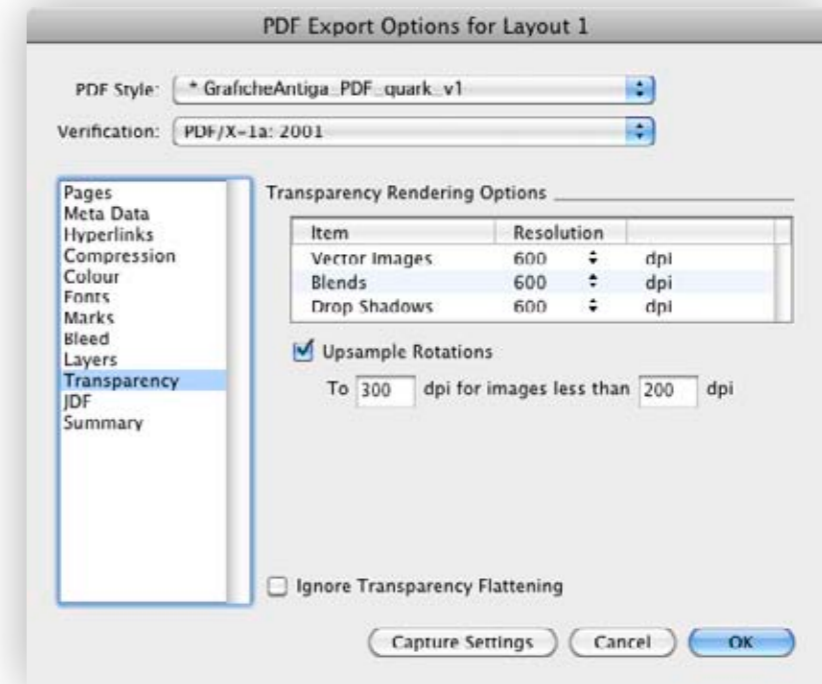 PDF Export Options for Layout 1
PDF Style: * GraficheAntiga_PDF_quark_v1
Verification: PDF/X-1a: 2001
Pages
Meta Data
Hyperlinks
Compression
Colour
Fonts
Marks
Bleed
Layers
Transparency
JDF
Summary
Transparency Rendering Options
Item Resolution
Vector Images 600 dpi
Blends 600 dpi
Drop Shadows 600 dpi
Upsample Rotations
To 300 dpi for images less than 200 dpi
Ignore Transparency Flattening
Capture Settings Cancel OK